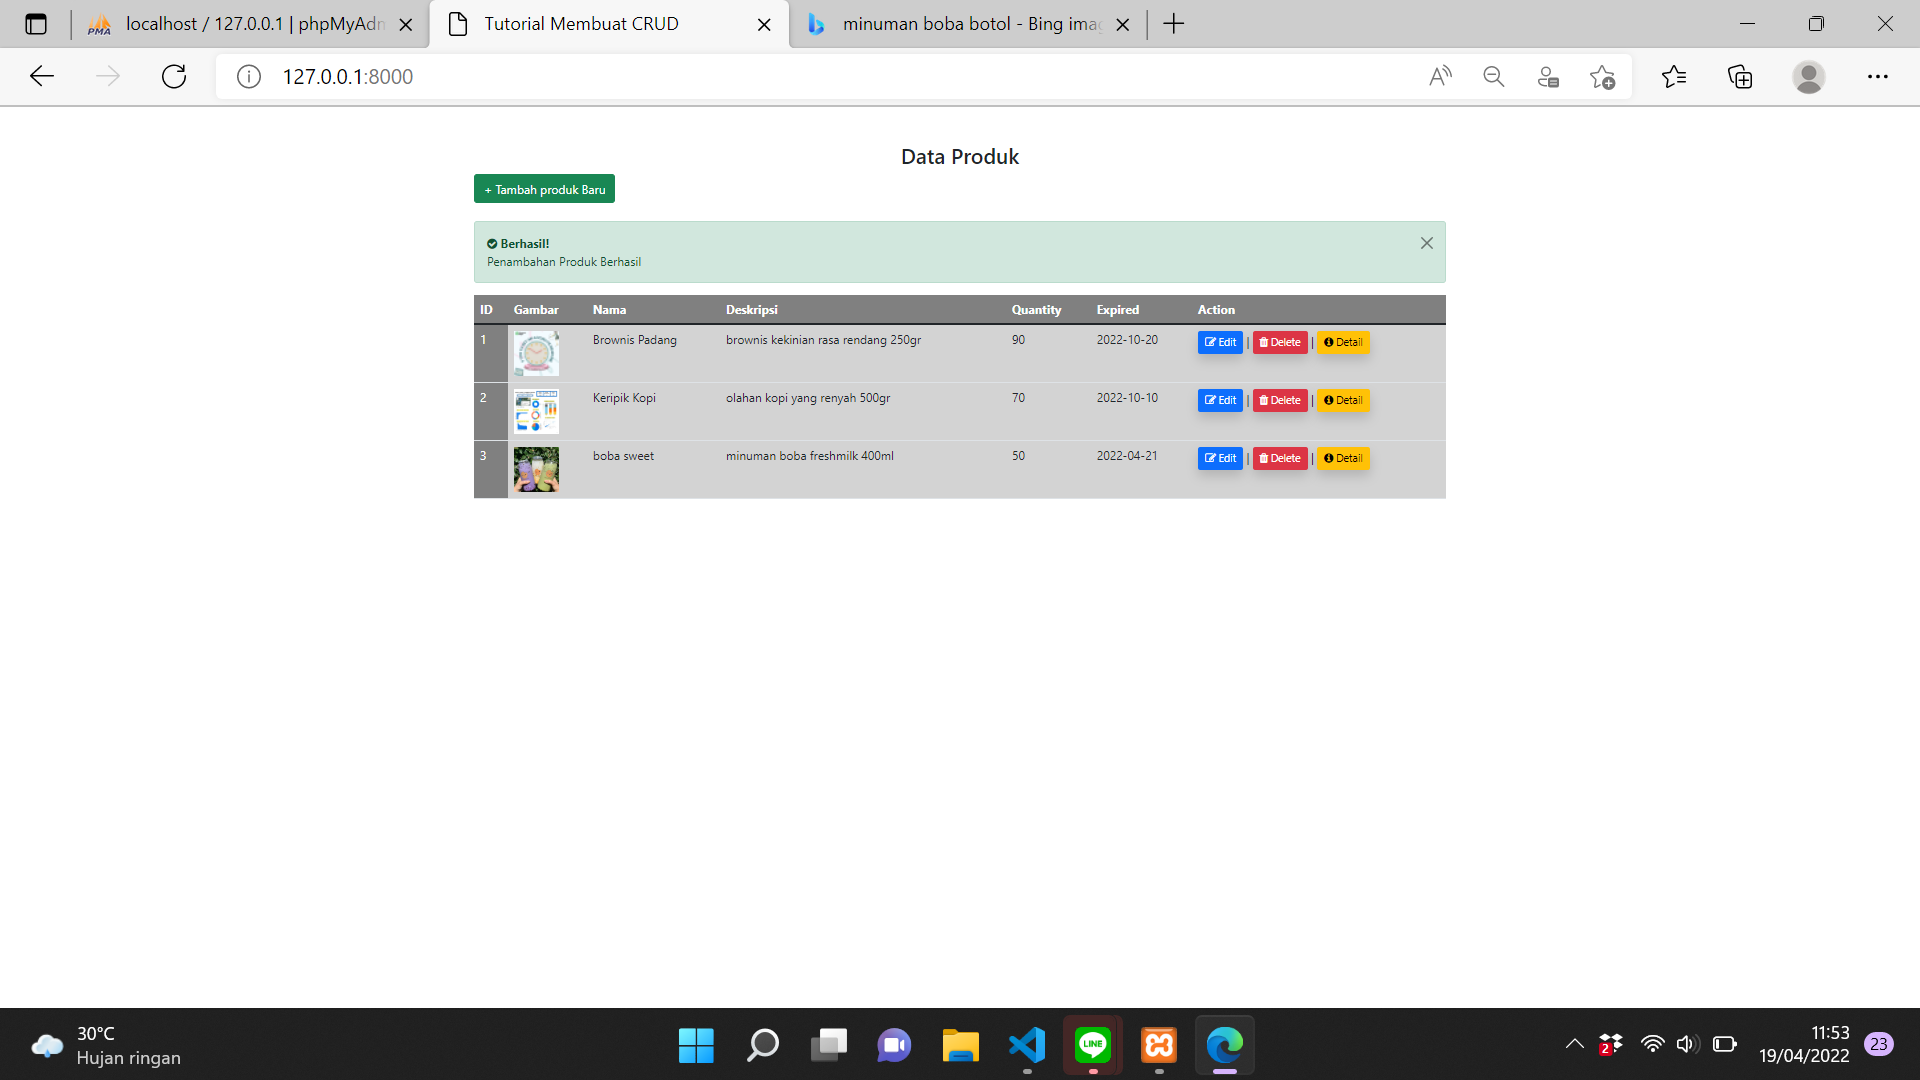 localhost / 127.0.0.1 | phpMyAdn
Tutorial Membuat CRUD
minuman boba botol - Bing imag
127.0.0.1:8000
Data Produk
+ Tambah produk Baru
Berhasil!
Penambahan Produk Berhasil
ID Gambar Nama Deskripsi Quantity Expired Action
1 Brownis Padang brownis kekinian rasa rendang 250gr 90 2022-10-20 Edit | Delete | Detail
2 Keripik Kopi olahan kopi yang renyah 500gr 70 2022-10-10 Edit | Delete | Detail
3 boba sweet minuman boba freshmilk 400ml 50 2022-04-21 Edit | Delete | Detail
30°C
Hujan ringan
LINE
2
11:53
19/04/2022
23